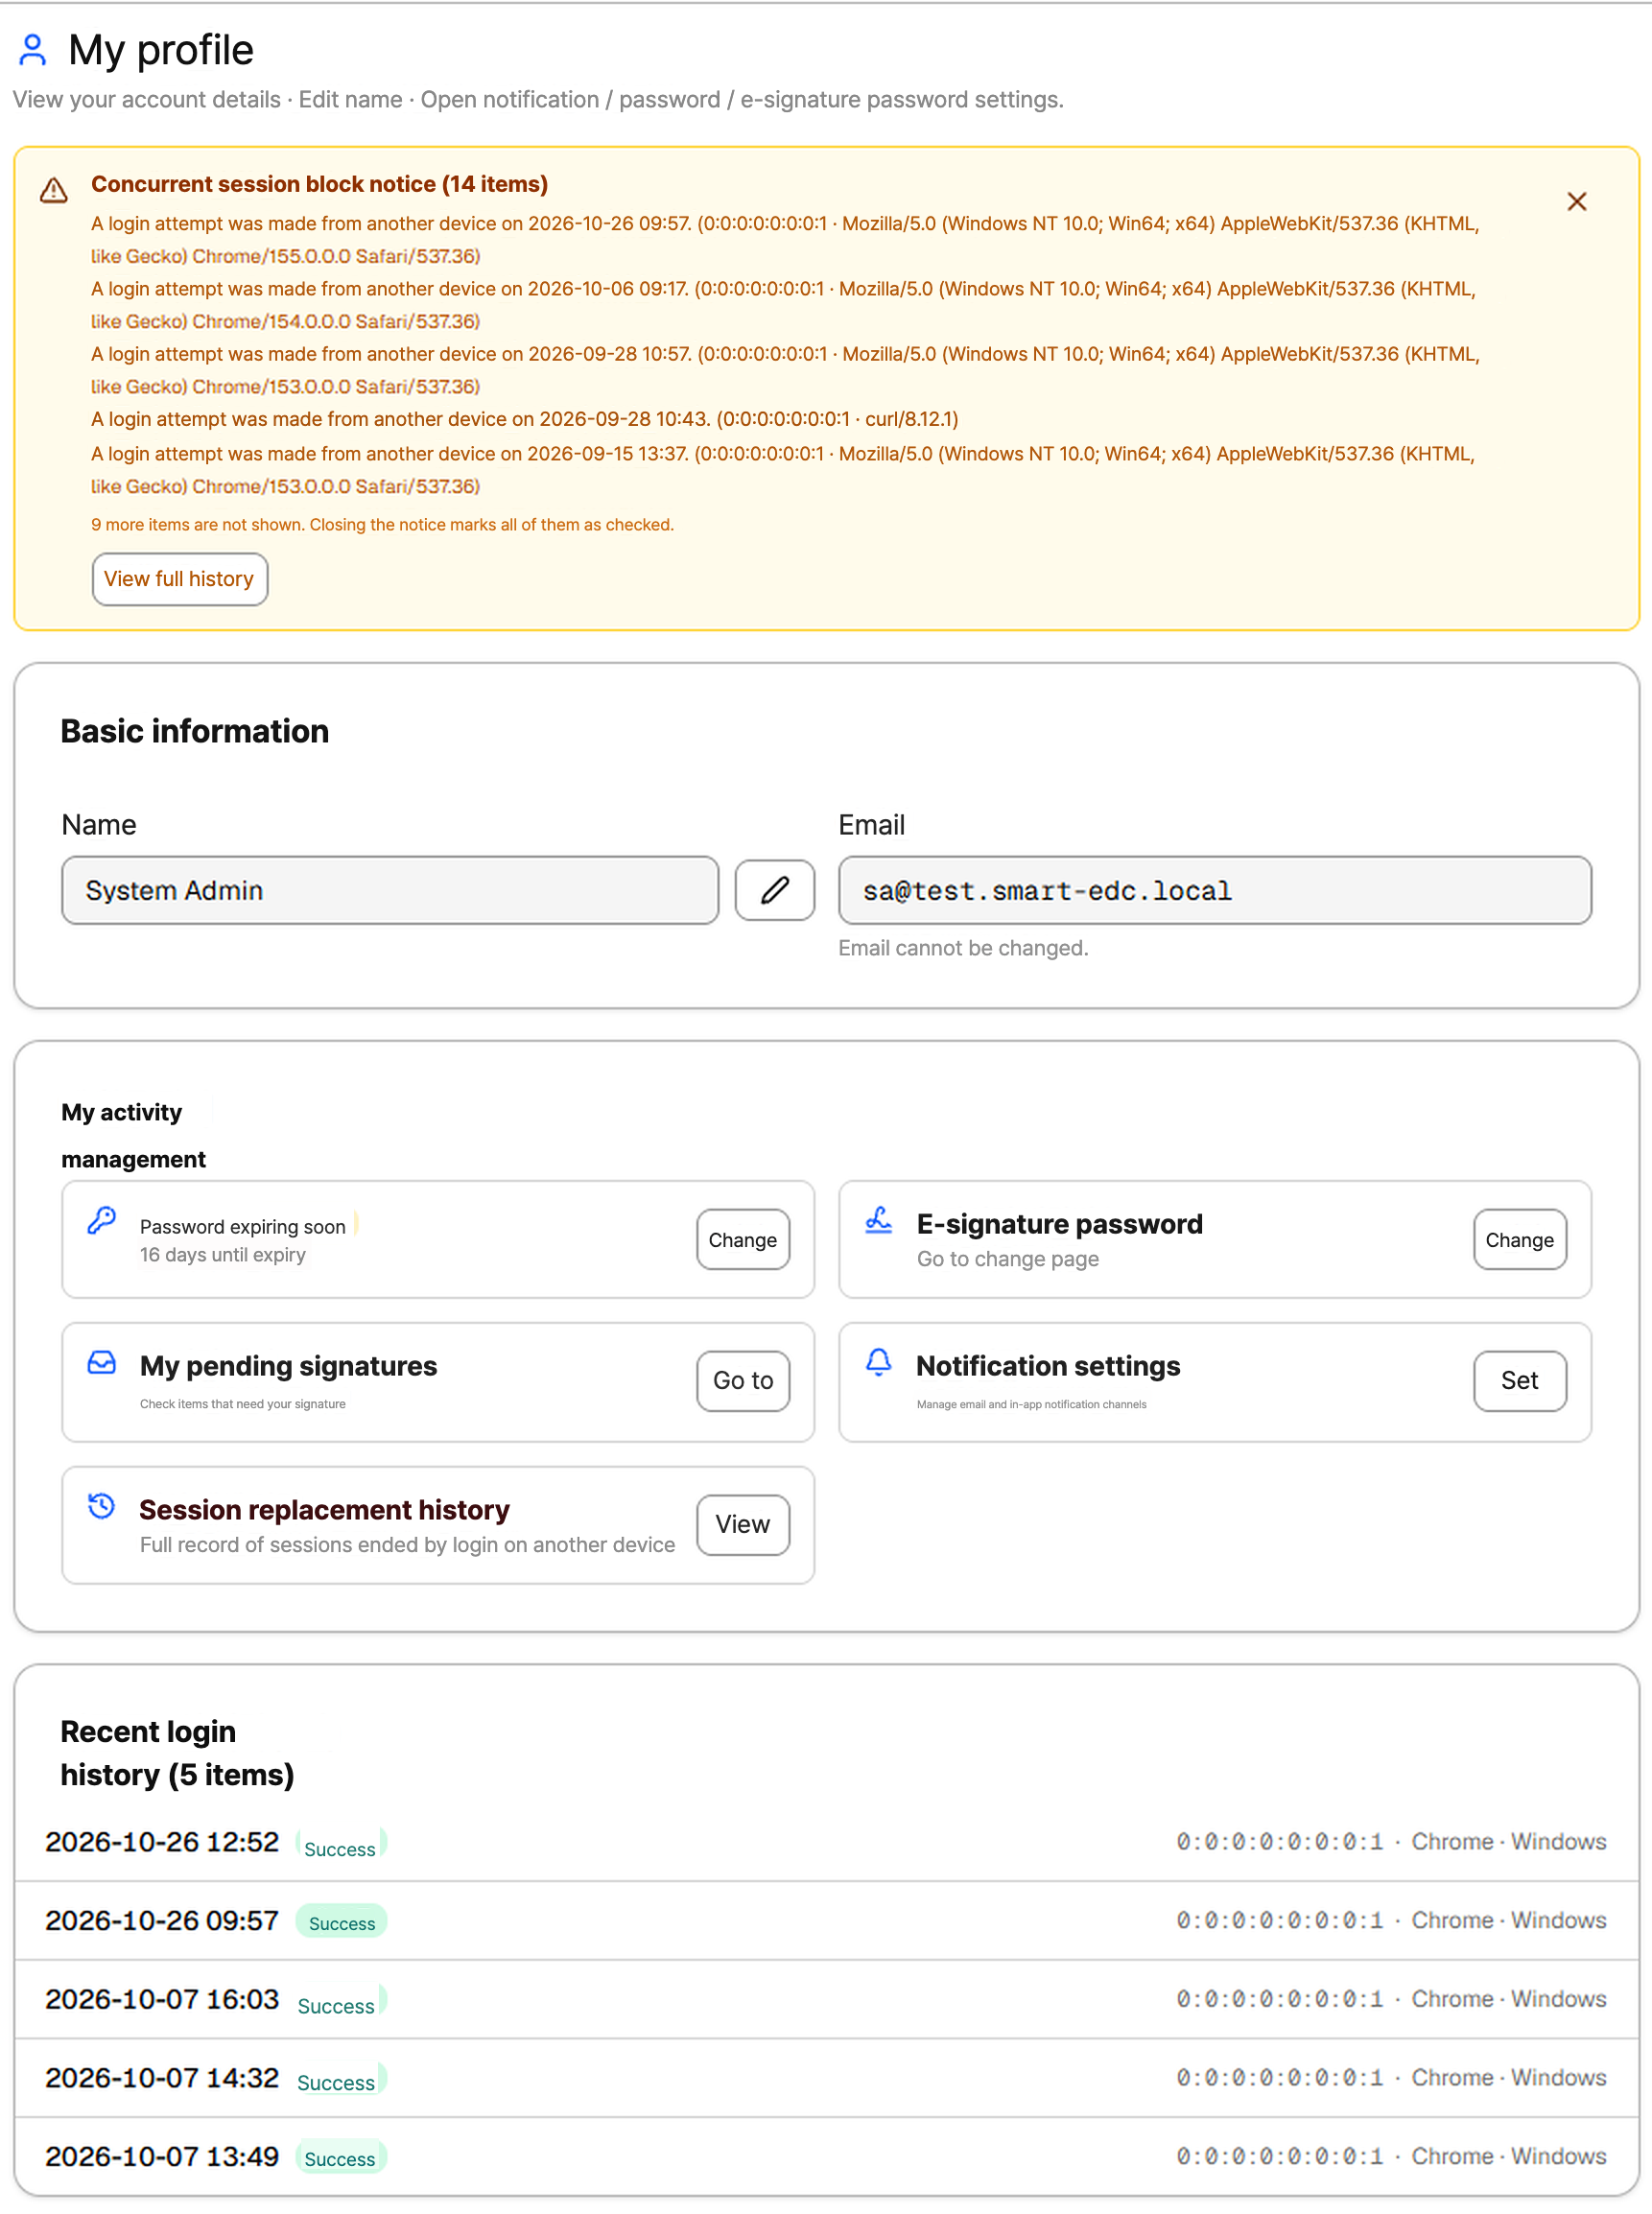 My profile
View your account details · Edit name · Open notification / password / e-signature password settings.
Concurrent session block notice (14 items)
A login attempt was made from another device on 2026-10-26 09:57. (0:0:0:0:0:0:0:1 · Mozilla/5.0 (Windows NT 10.0; Win64; x64) AppleWebKit/537.36 (KHTML,
like Gecko) Chrome/155.0.0.0 Safari/537.36)
A login attempt was made from another device on 2026-10-06 09:17. (0:0:0:0:0:0:0:1 · Mozilla/5.0 (Windows NT 10.0; Win64; x64) AppleWebKit/537.36 (KHTML,
like Gecko) Chrome/154.0.0.0 Safari/537.36)
A login attempt was made from another device on 2026-09-28 10:57. (0:0:0:0:0:0:0:1 · Mozilla/5.0 (Windows NT 10.0; Win64; x64) AppleWebKit/537.36 (KHTML,
like Gecko) Chrome/153.0.0.0 Safari/537.36)
A login attempt was made from another device on 2026-09-28 10:43. (0:0:0:0:0:0:0:1 · curl/8.12.1)
A login attempt was made from another device on 2026-09-15 13:37. (0:0:0:0:0:0:0:1 · Mozilla/5.0 (Windows NT 10.0; Win64; x64) AppleWebKit/537.36 (KHTML,
like Gecko) Chrome/153.0.0.0 Safari/537.36)
9 more items are not shown. Closing the notice marks all of them as checked.
View full history
Basic information
Name
Email
System Admin
sa@test.smart-edc.local
Email cannot be changed.
My activity
management
Password expiring soon
16 days until expiry
Change
E-signature password
Go to change page
Change
My pending signatures
Check items that need your signature
Go to
Notification settings
Manage email and in-app notification channels
Set
Session replacement history
Full record of sessions ended by login on another device
View
Recent login
history (5 items)
2026-10-26 12:52 Success 0:0:0:0:0:0:0:1 · Chrome · Windows
2026-10-26 09:57 Success 0:0:0:0:0:0:0:1 · Chrome · Windows
2026-10-07 16:03 Success 0:0:0:0:0:0:0:1 · Chrome · Windows
2026-10-07 14:32 Success 0:0:0:0:0:0:0:1 · Chrome · Windows
2026-10-07 13:49 Success 0:0:0:0:0:0:0:1 · Chrome · Windows